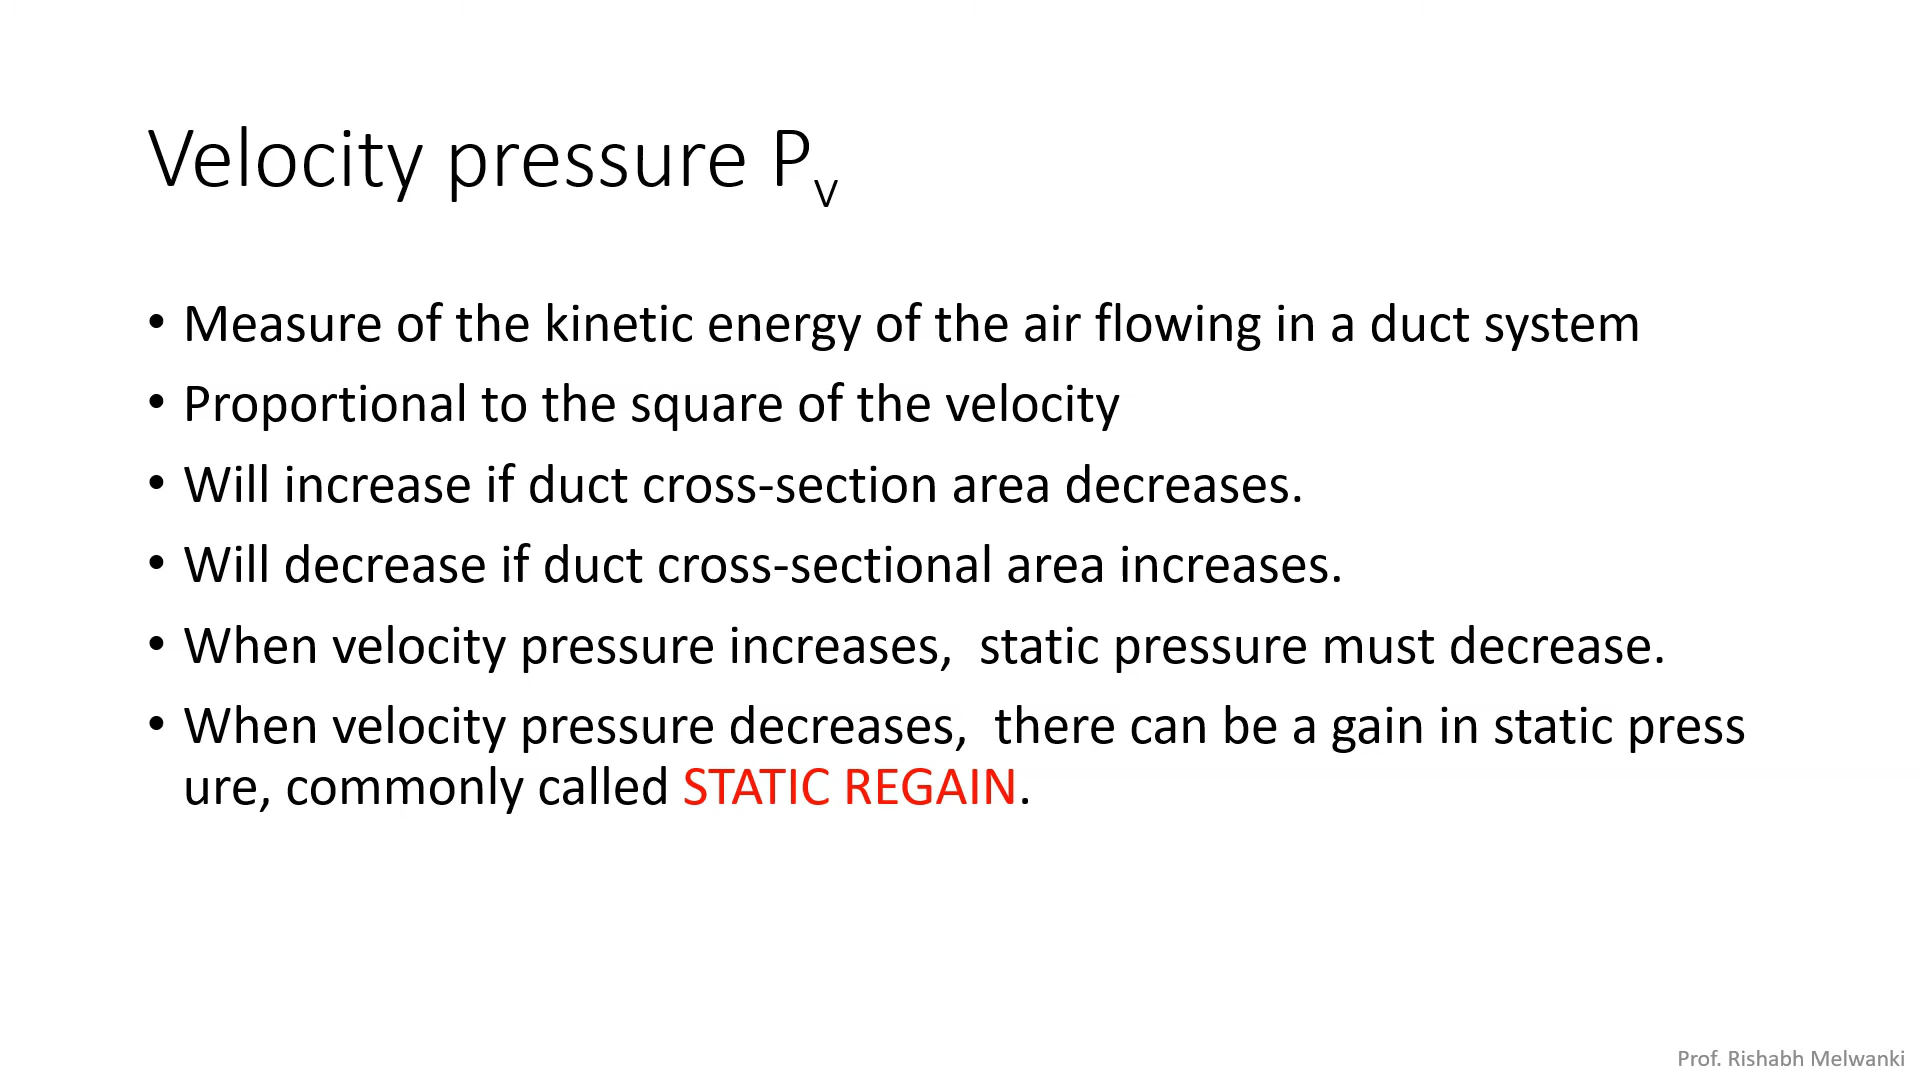 Velocity pressure Pv
• Measure of the kinetic energy of the air flowing in a duct system
• Proportional to the square of the velocity
• Will increase if duct cross-section area decreases.
• Will decrease if duct cross-sectional area increases.
• When velocity pressure increases,  static pressure must decrease.
• When velocity pressure decreases,  there can be a gain in static press
ure, commonly called STATIC REGAIN.
Prof. Rishabh Melwanki